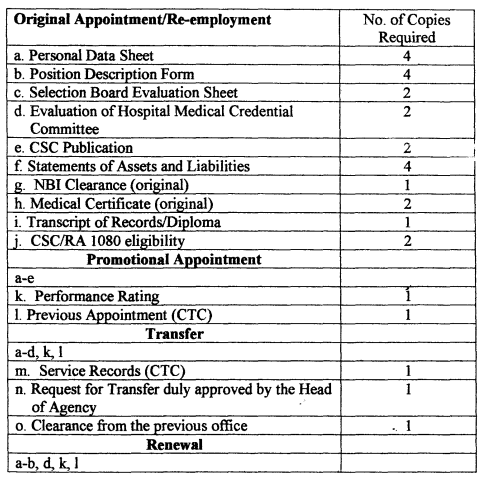 Original Appointment/Re-employment No. of Copies
Required
a. Personal Data Sheet 4
b. Position Description Form 4
c. Selection Board Evaluation Sheet 2
d. Evaluation of Hospital Medical Credential 2
Committee
e. CSC Publication 2
f. Statements of Assets and Liabilities 4
g. NBI Clearance (original) 1
h. Medical Certificate (original) 2
i. Transcript of Records/Diploma 1
j. CSC/RA 1080 eligibility 2
Promotional Appointment
a-e
k. Performance Rating 1
l. Previous Appointment (CTC) 1
Transfer
a-d, k, l
m. Service Records (CTC) 1
n. Request for Transfer duly approved by the Head 1
of Agency
o. Clearance from the previous office 1
Renewal
a-b, d, k, l